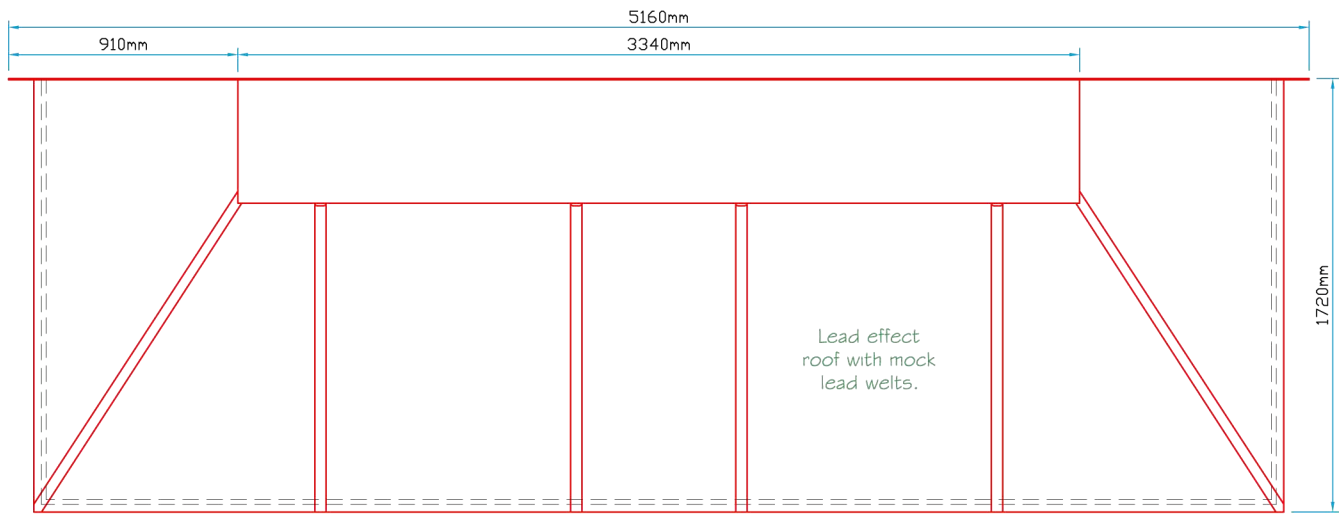 5160mm
910mm
3340mm
1720mm
Lead effect
roof with mock
lead welts.